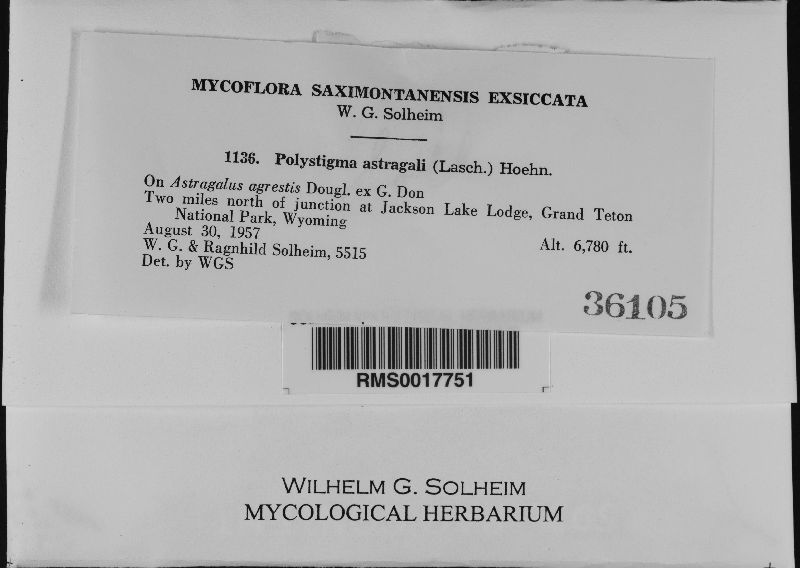 MYCOFLORA SAXIMONTANENSIS EXSICCATA
W. G. Solheim
1136. Polystigma astragali (Lasch.) Hoehn.
On Astragalus agrestis Dougl. ex G. Don
Two miles north of junction at Jackson Lake Lodge, Grand Teton
National Park, Wyoming
August 30, 1957
W. G. & Ragnhild Solheim, 5515 Alt. 6,780 ft.
Det. by WGS
36105
RMS0017751
WILHELM G. SOLHEIM
MYCOLOGICAL HERBARIUM